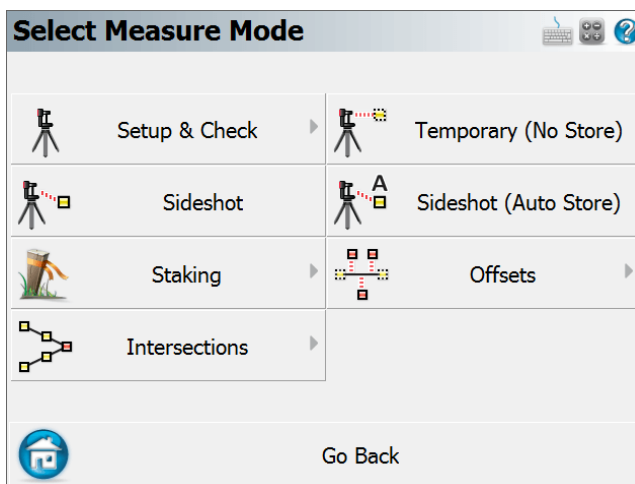 Select Measure Mode
?
Setup & Check
Temporary (No Store)
Sideshot
A
Sideshot (Auto Store)
Staking
Offsets
Intersections
Go Back